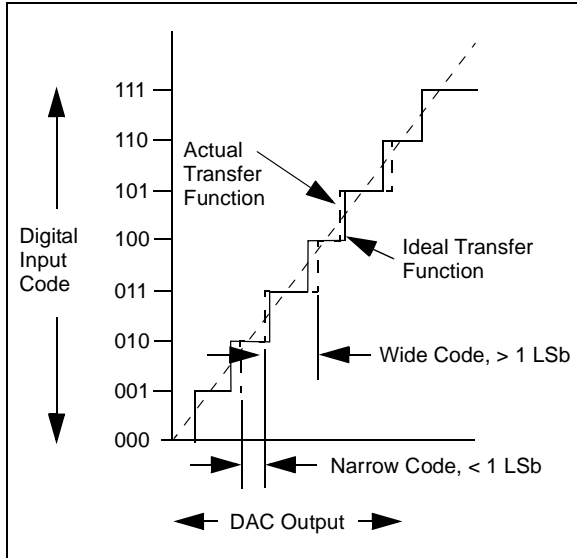 111
110
Actual
Transfer
Function
101
100
Digital
Input
Code
Ideal Transfer
Function
011
010
Wide Code, > 1 LSb
001
000
Narrow Code, < 1 LSb
DAC Output